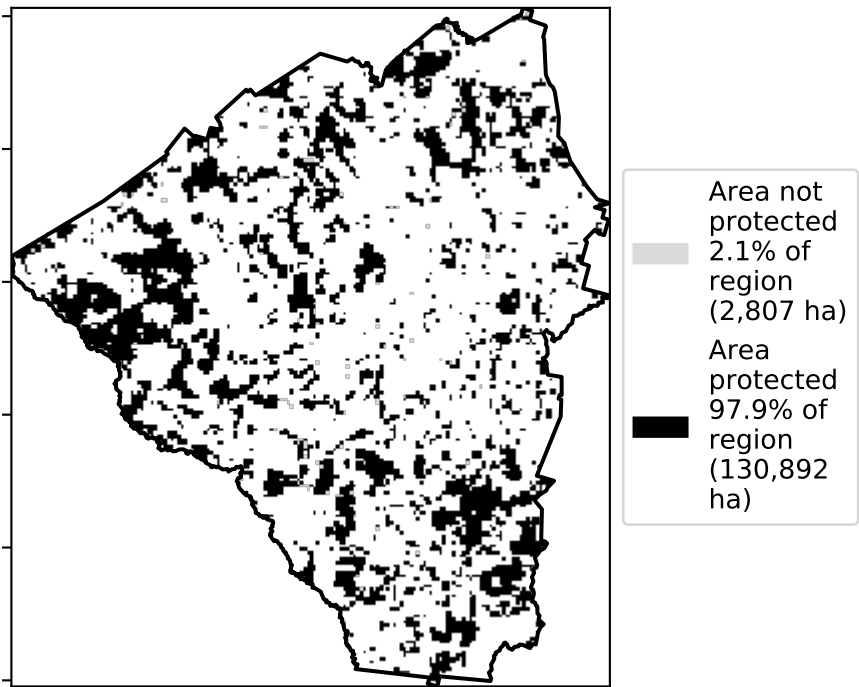 Area not
protected
2.1% of
region
(2,807 ha)
Area
protected
97.9% of
region
(130,892
ha)